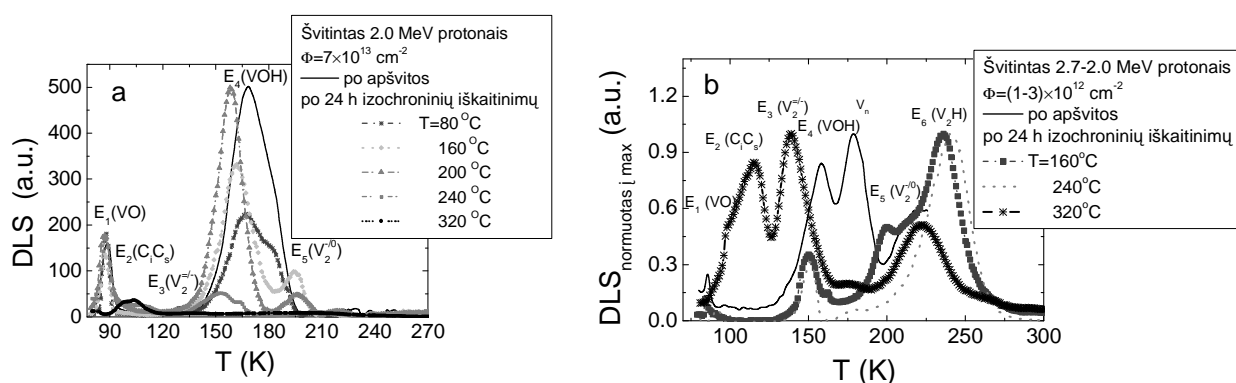 a
Švitintas 2.0 MeV protonais
Φ=7×10¹³ cm⁻²
po apšvitos
po 24 h izochroninių iškaitinimų
T=80 °C
160 °C
200 °C
240 °C
320 °C
E₄(VOH)
E₁(VO)
E₂(CᵢCₛ)
E₃(V₂⁼/⁻)
E₅(V₂⁻/⁰)
DLS (a.u.)
500
400
300
200
100
0
90
120
150
180
210
240
270
T (K)
b
Švitintas 2.7-2.0 MeV protonais
Φ=(1-3)×10¹² cm⁻²
po apšvitos
po 24 h izochroninių iškaitinimų
T=160°C
240°C
320°C
E₃ (V₂⁼/⁻)
E₄ (VOH)
Vₙ
E₆ (V₂H)
E₂ (CᵢCₛ)
E₁ (VO)
E₅ (V₂⁻/⁰)
DLSnormuotas į max (a.u.)
1.2
0.9
0.6
0.3
0.0
100
150
200
250
300
T (K)